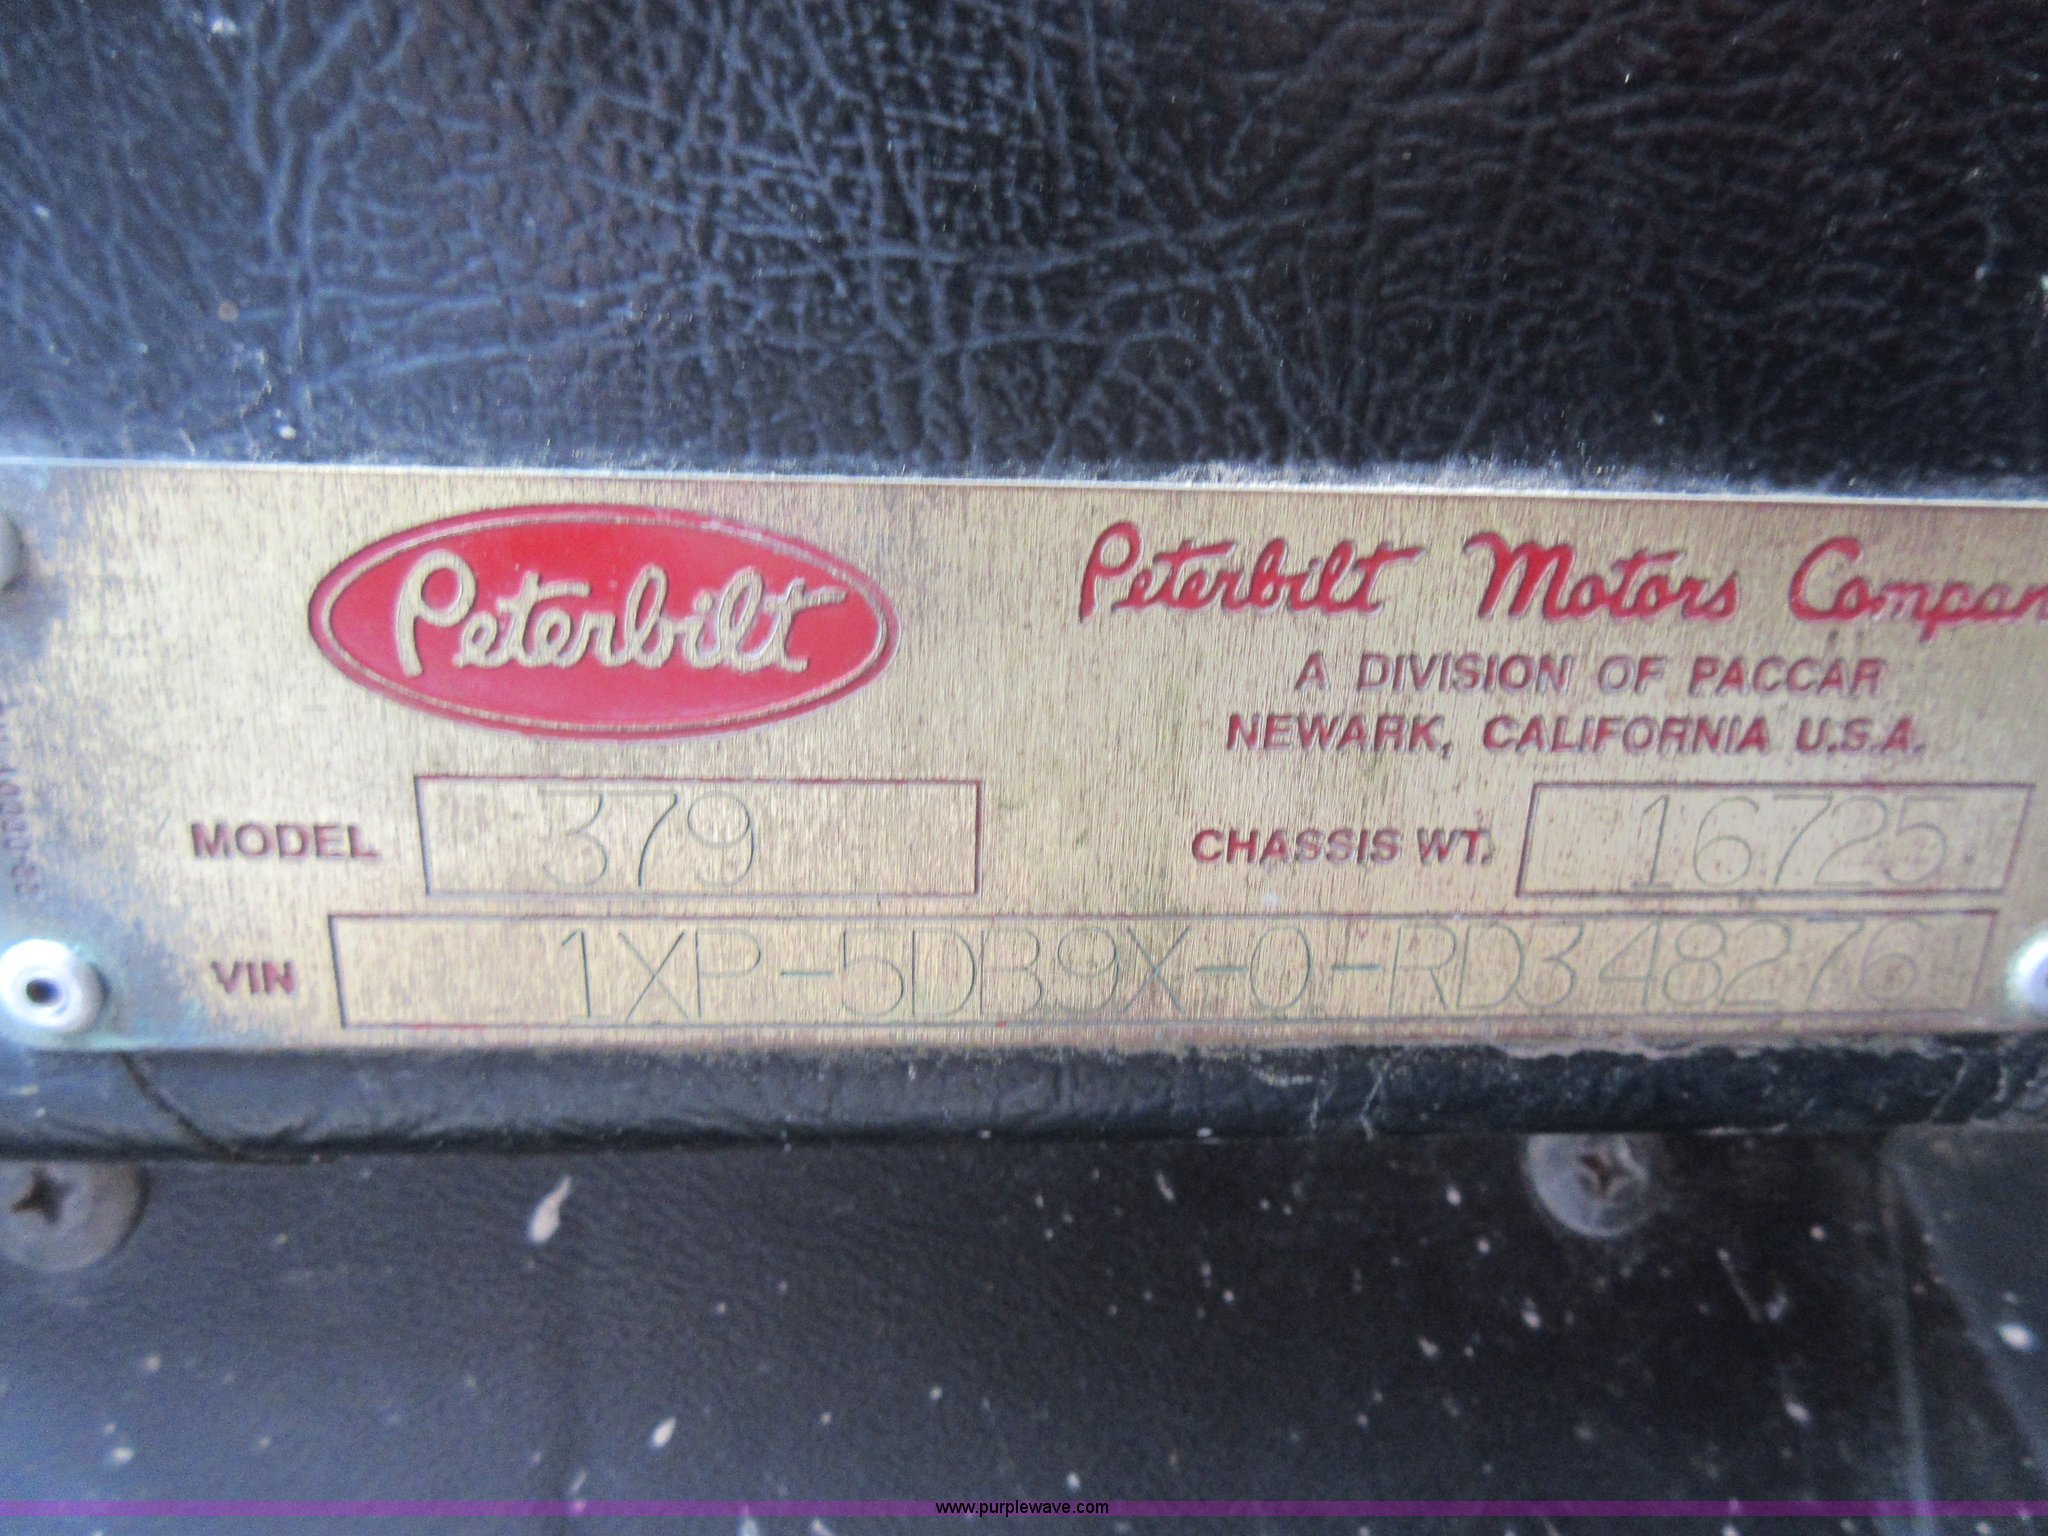 Peterbilt
Peterbilt Motors Compan
A DIVISION OF PACCAR
NEWARK, CALIFORNIA U.S.A.
MODEL 379
CHASSIS WT. 16725
VIN 1XP-5DB9X-0-RD348276
www.purplewave.com